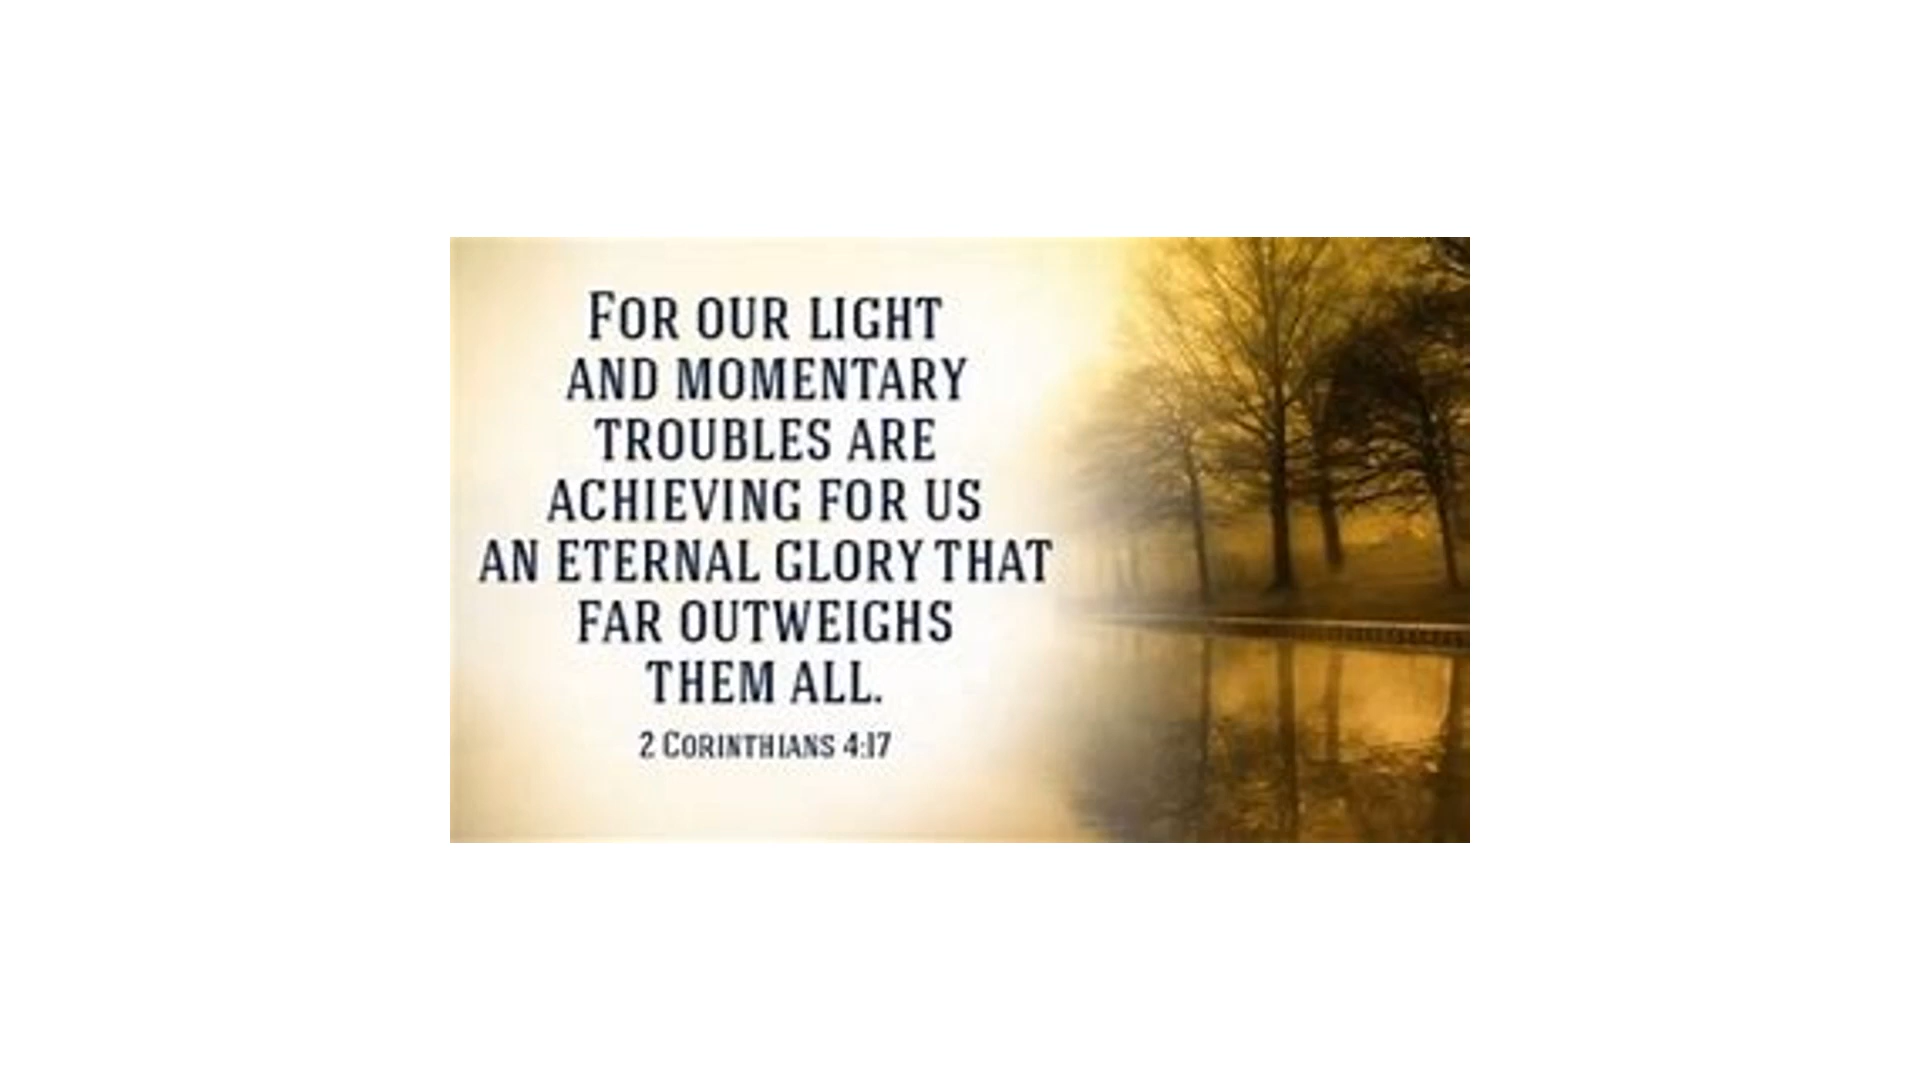 For our light
and momentary
troubles are
achieving for us
an eternal glory that
far outweighs
them all.
2 Corinthians 4:17